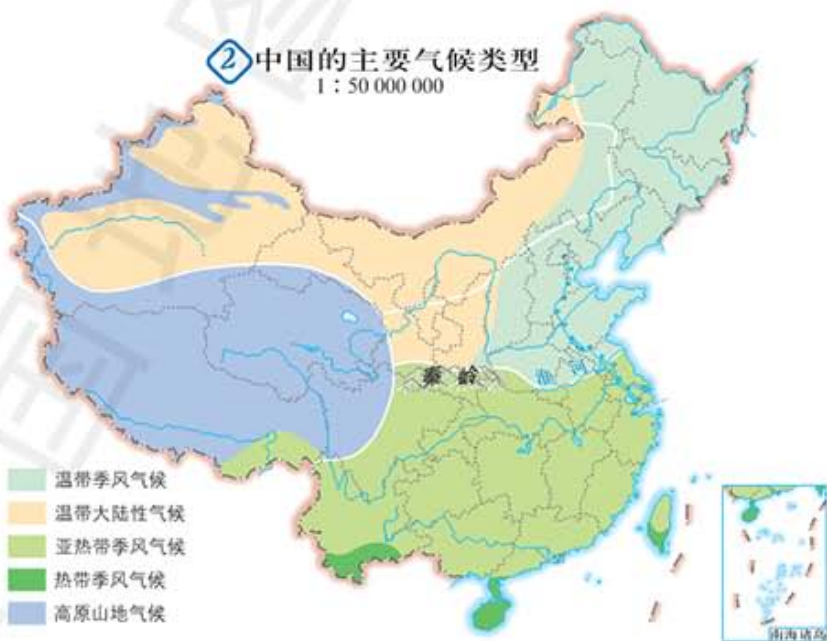 ② 中国的主要气候类型
1：50 000 000
秦 岭
淮 河
温带季风气候
温带大陆性气候
亚热带季风气候
热带季风气候
高原山地气候
南海诸岛